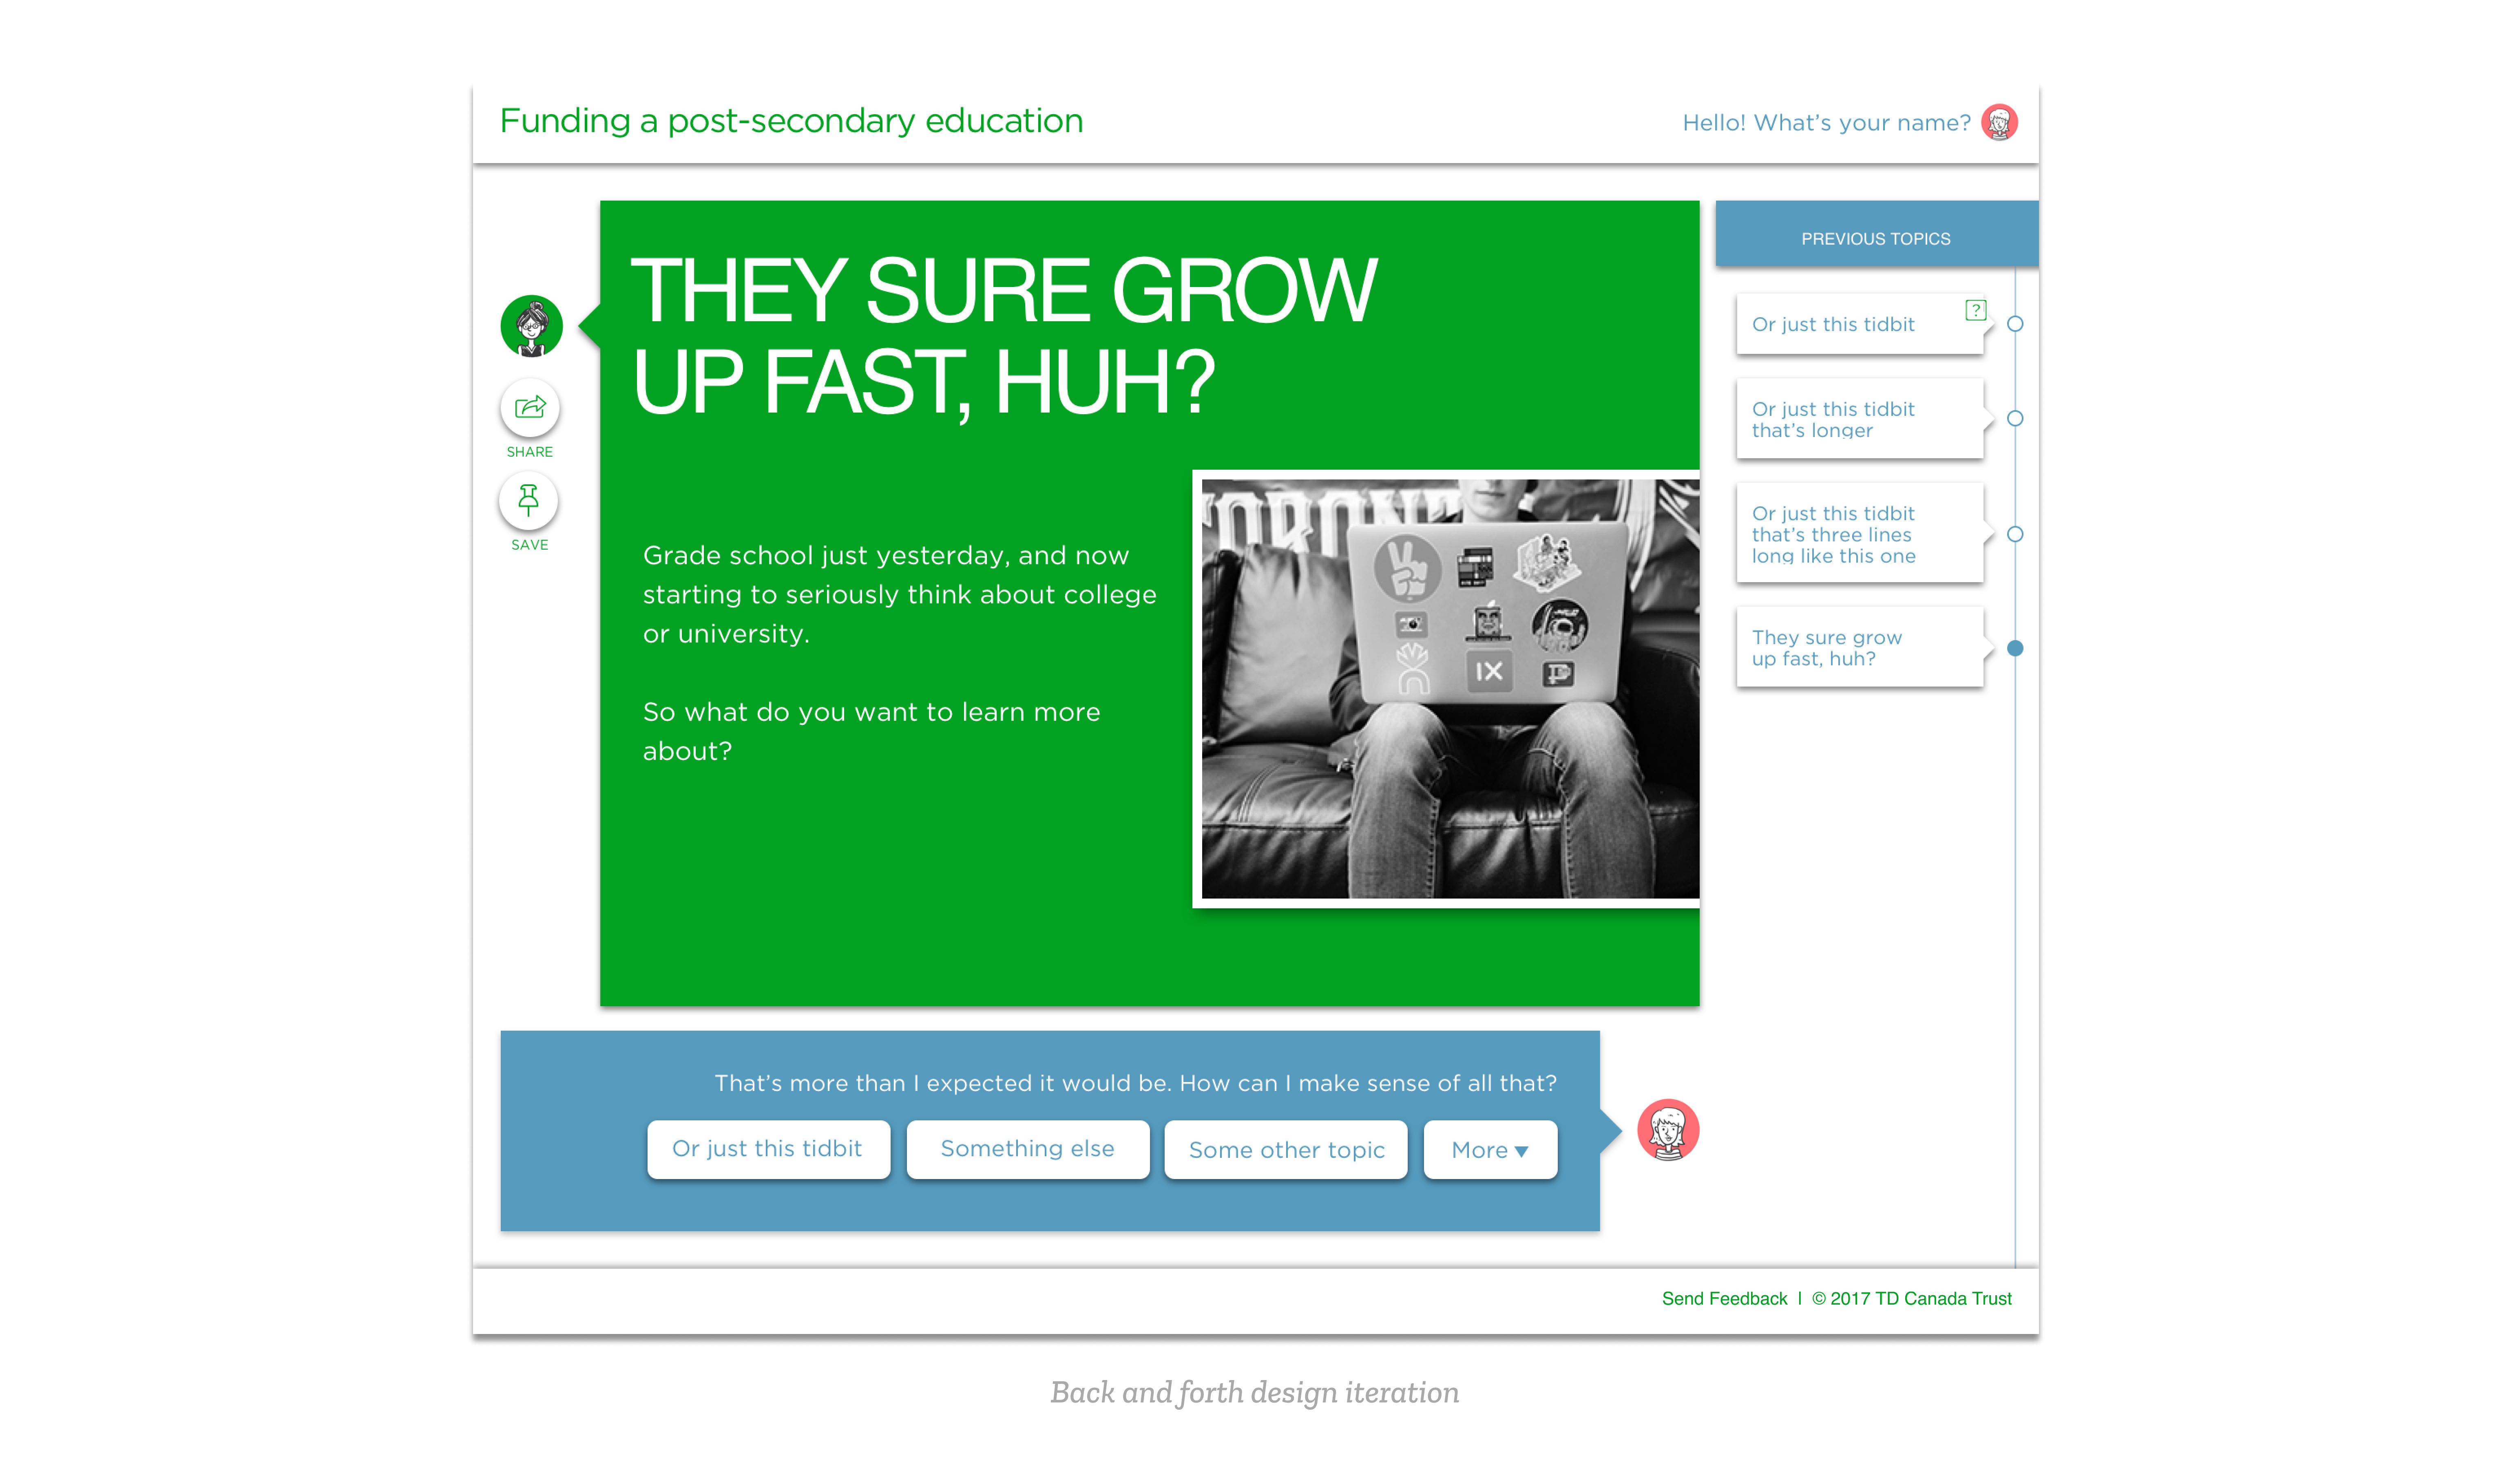 Funding a post-secondary education
Hello! What’s your name?
THEY SURE GROW
UP FAST, HUH?
SHARE
SAVE
Grade school just yesterday, and now
starting to seriously think about college
or university.
So what do you want to learn more
about?
IX
PREVIOUS TOPICS
?
Or just this tidbit
Or just this tidbit
that’s longer
Or just this tidbit
that’s three lines
long like this one
They sure grow
up fast, huh?
That’s more than I expected it would be. How can I make sense of all that?
Or just this tidbit
Something else
Some other topic
More ▼
Send Feedback | © 2017 TD Canada Trust
Back and forth design iteration